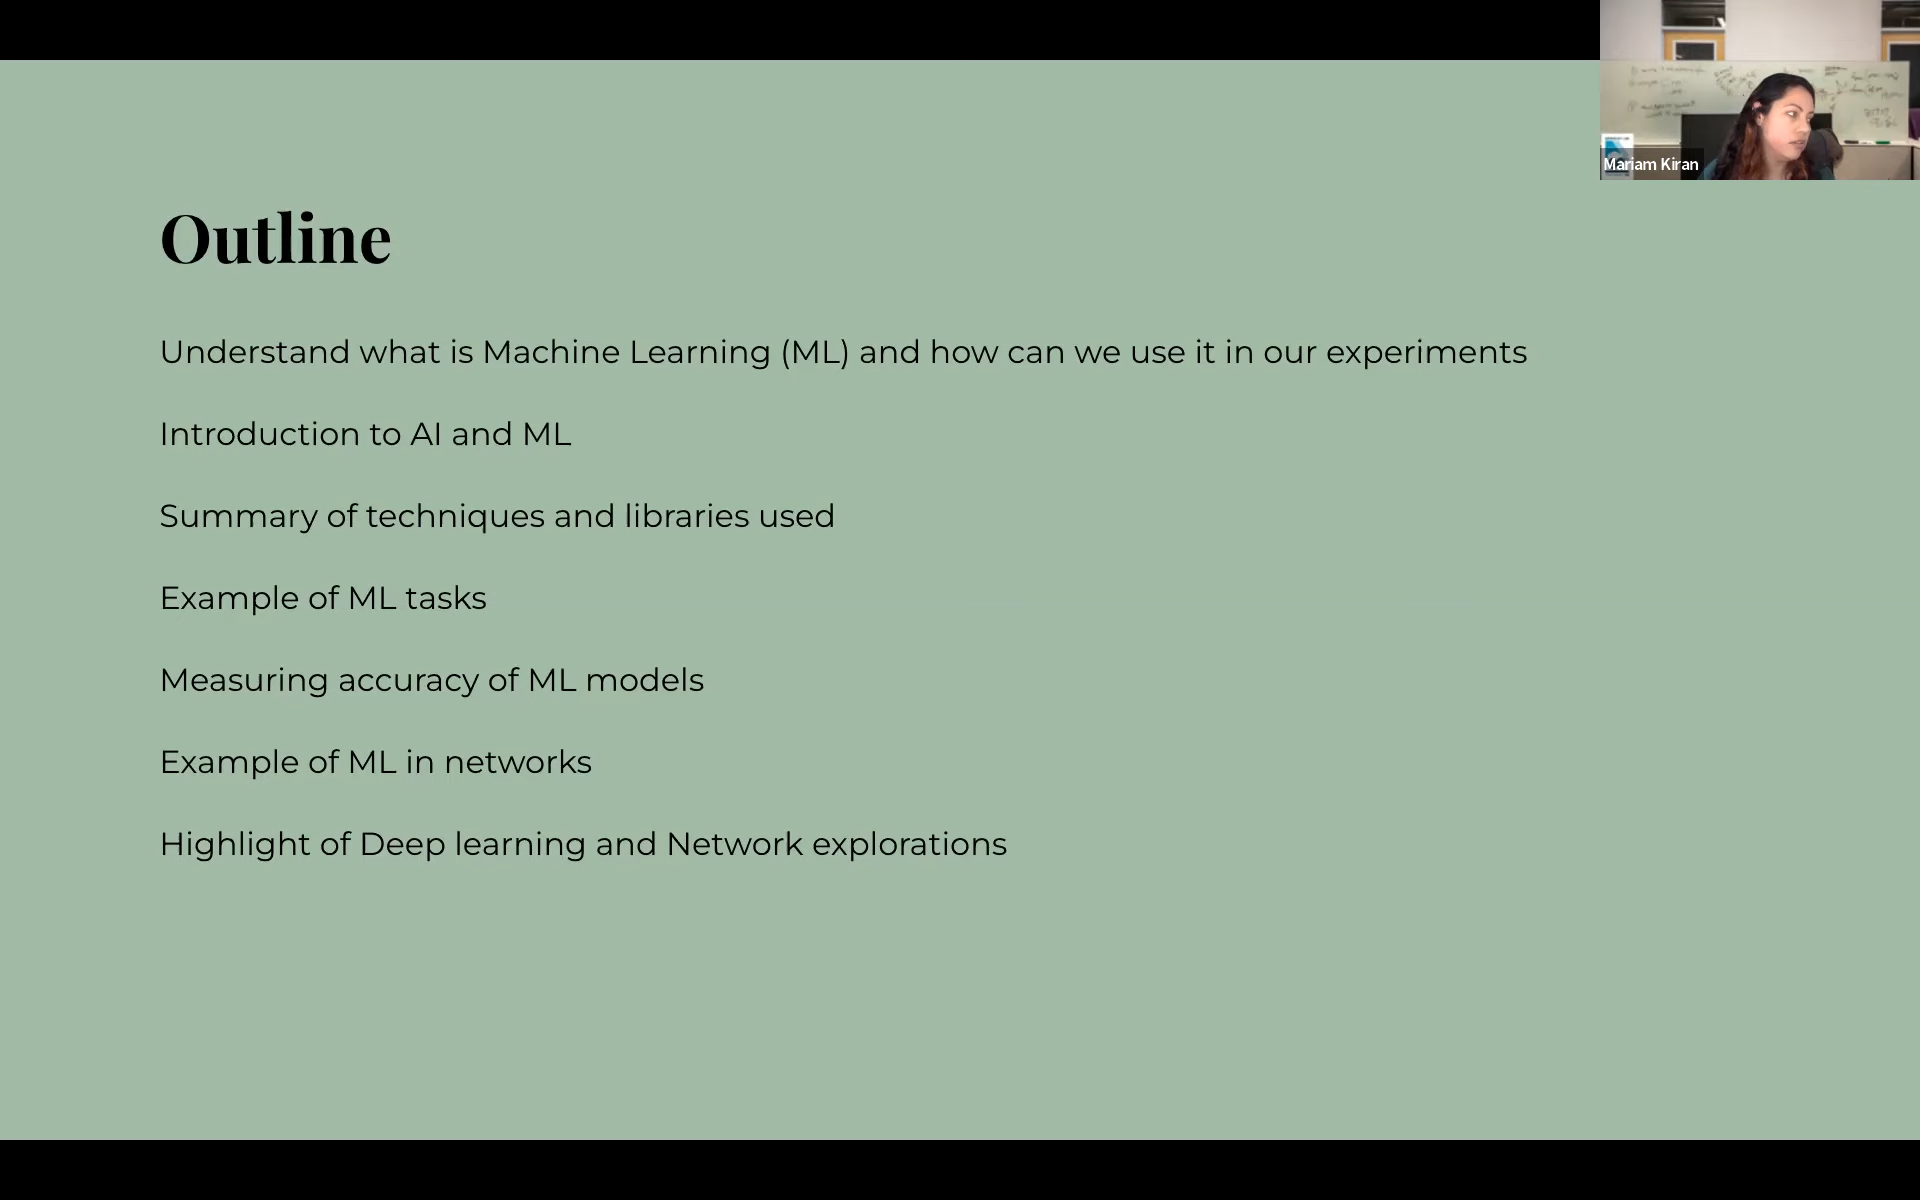 Mariam Kiran
Outline
Understand what is Machine Learning (ML) and how can we use it in our experiments
Introduction to AI and ML
Summary of techniques and libraries used
Example of ML tasks
Measuring accuracy of ML models
Example of ML in networks
Highlight of Deep learning and Network explorations